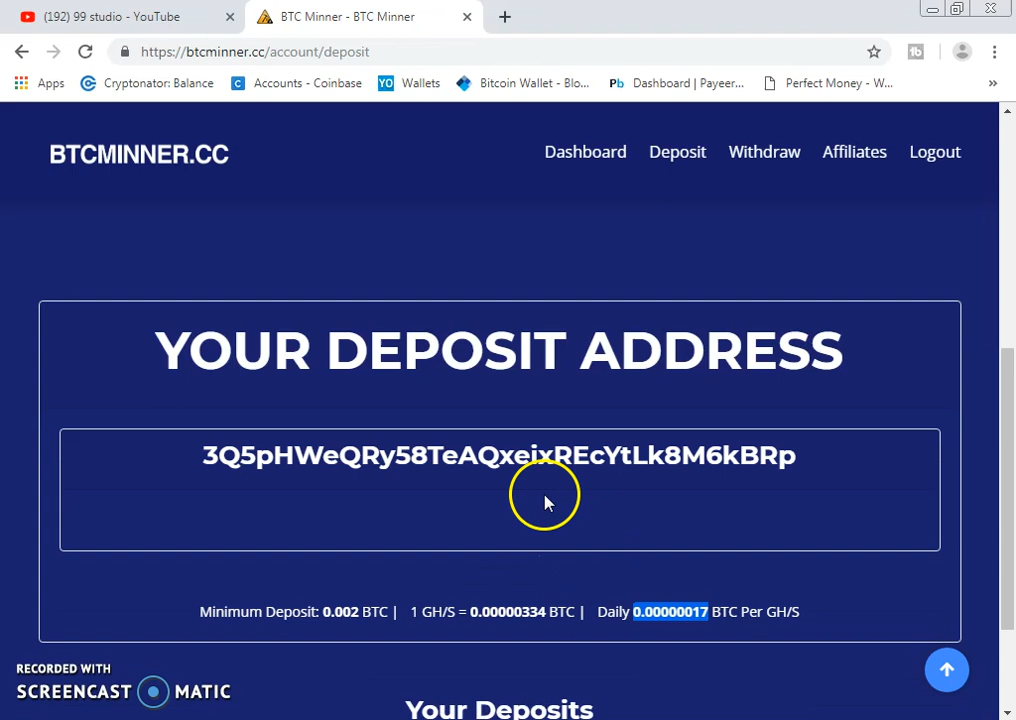 (192) 99 studio - YouTube
BTC Minner - BTC Minner
https://btcminner.cc/account/deposit
Apps
Cryptonator: Balance
C
Accounts - Coinbase
YO
Wallets
Bitcoin Wallet - Blo...
Pb
Dashboard | Payeer...
Perfect Money - W...
»
BTCMINNER.CC
Dashboard
Deposit
Withdraw
Affiliates
Logout
YOUR DEPOSIT ADDRESS
3Q5pHWeQRy58TeAQxeixREcYtLk8M6kBRp
Minimum Deposit: 0.002 BTC | 1 GH/S = 0.00000334 BTC | Daily 0.00000017 BTC Per GH/S
RECORDED WITH
SCREENCAST MATIC
Your Deposits